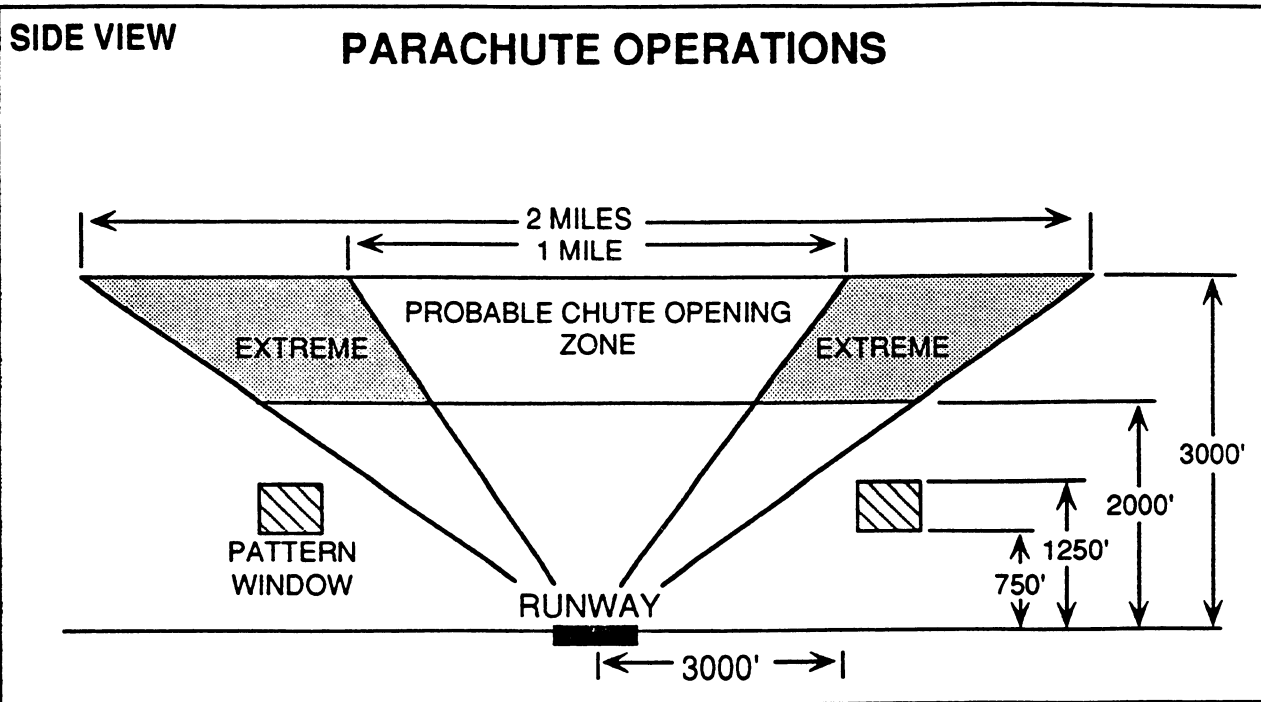 SIDE VIEW
PARACHUTE OPERATIONS
2 MILES
1 MILE
PROBABLE CHUTE OPENING
ZONE
EXTREME
EXTREME
3000'
2000'
1250'
750'
PATTERN
WINDOW
RUNWAY
3000'